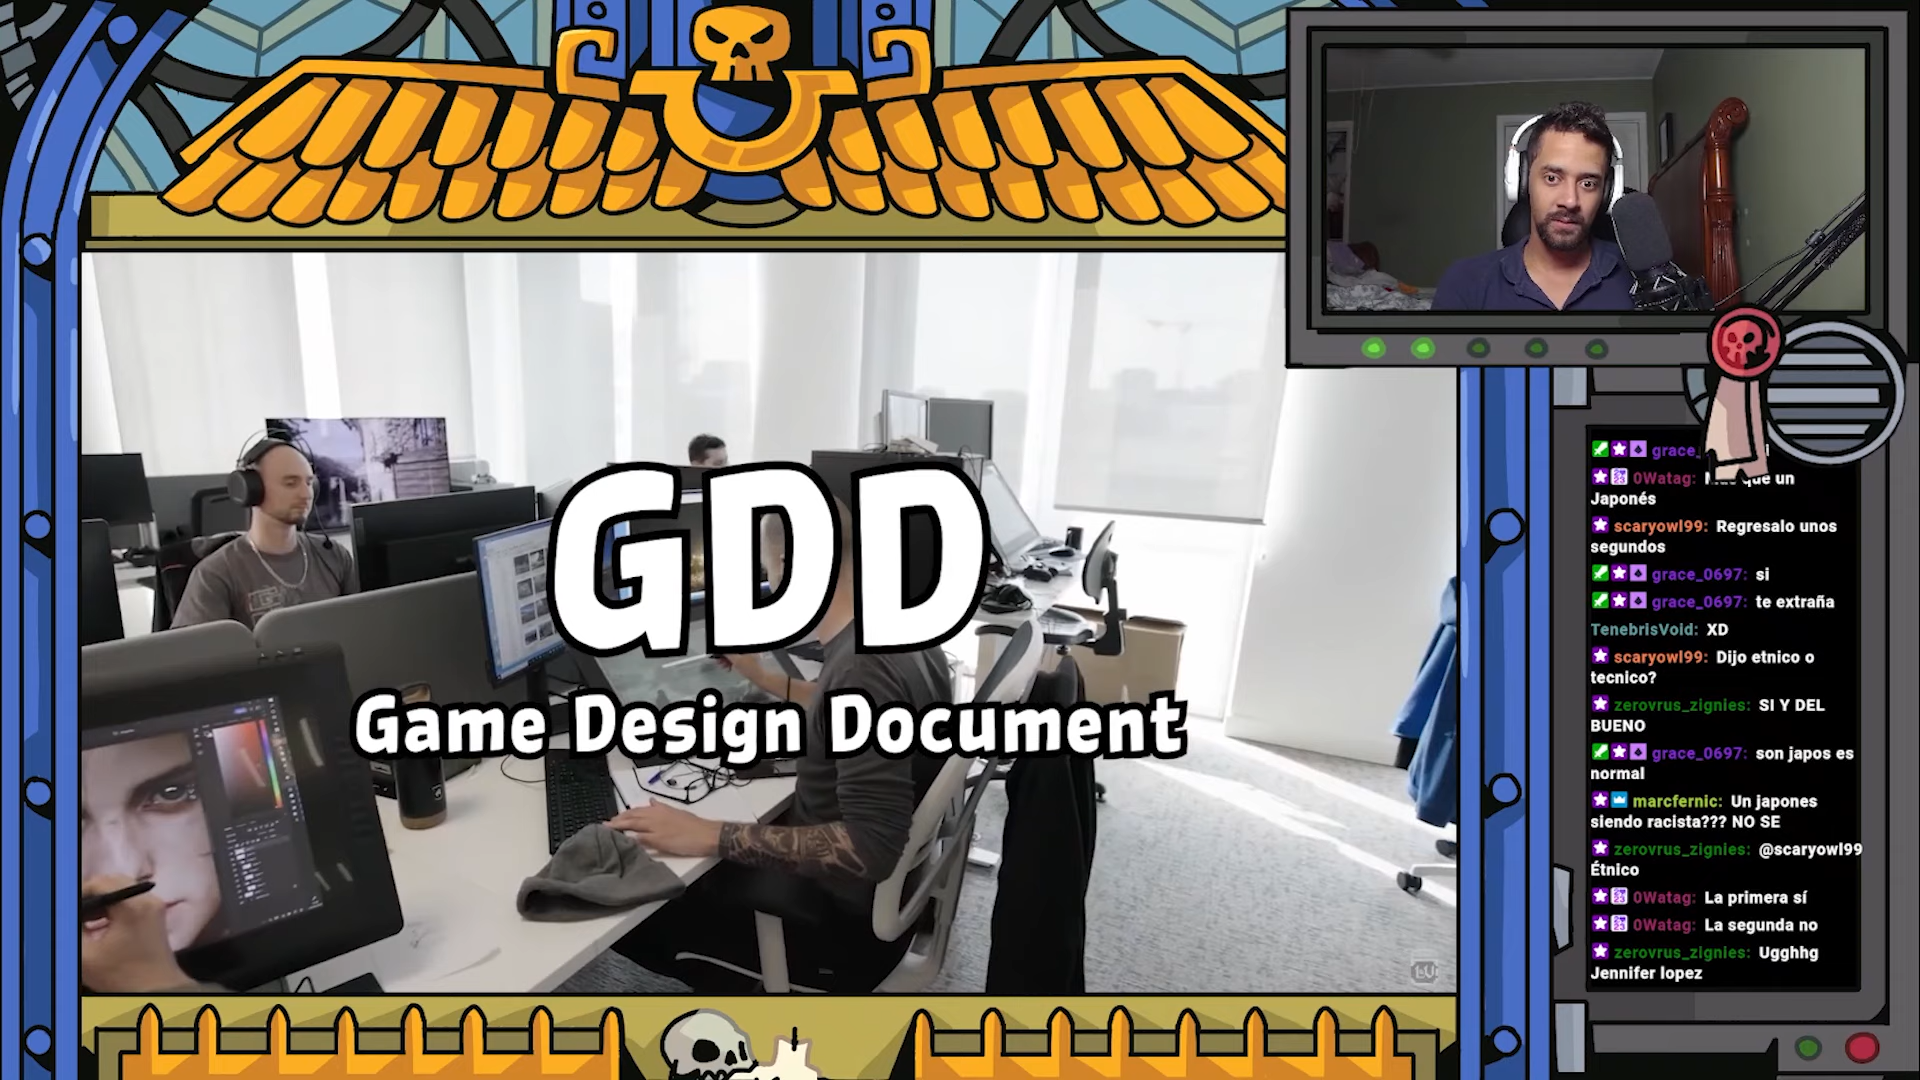 GDD
Game Design Document
grace_
0Watag: que un
Japonés
scaryowl99: Regresalo unos
segundos
grace_0697: si
grace_0697: te extraña
TenebrisVoid: XD
scaryowl99: Dijo etnico o
tecnico?
zerovrus_zignies: SI Y DEL
BUENO
grace_0697: son japos es
normal
marcfernic: Un japones
siendo racista??? NO SE
zerovrus_zignies: @scaryowl99
Étnico
0Watag: La primera sí
0Watag: La segunda no
zerovrus_zignies: Ugghhg
Jennifer lopez